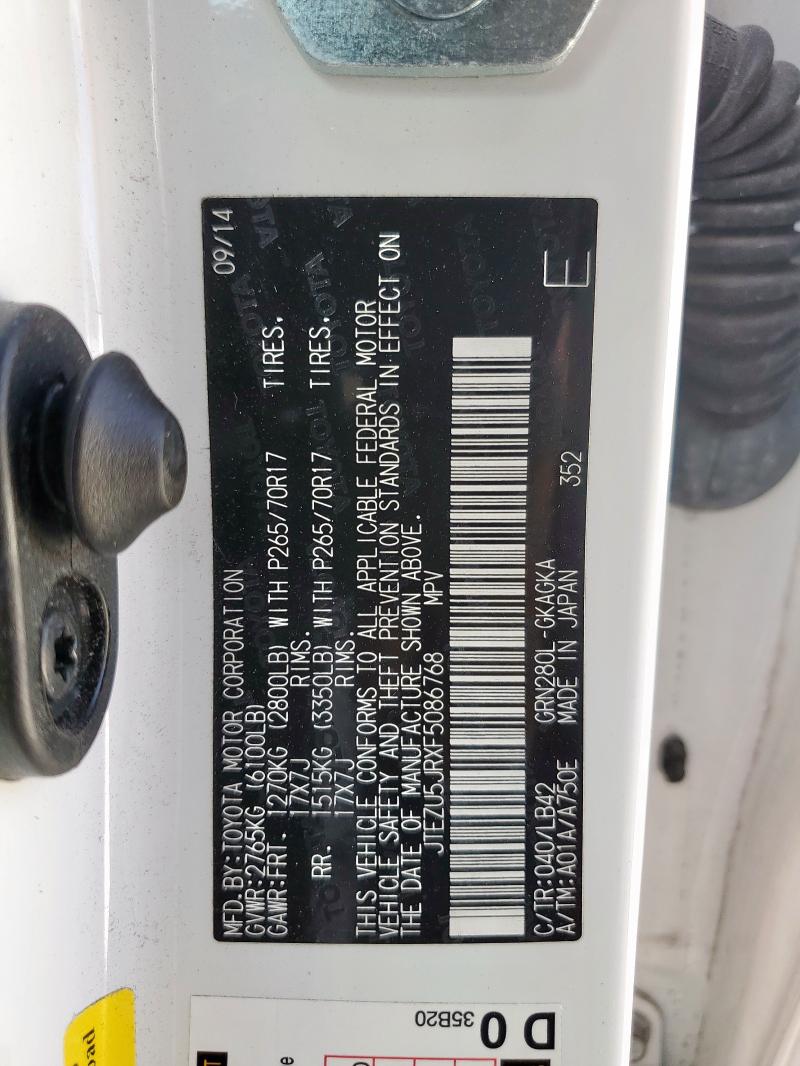 MFD.BY:TOYOTA MOTOR CORPORATION 09/14
GVWR:2765KG (6100LB)
GAWR:FRT. 1270KG (2800LB) WITH P265/70R17 TIRES,
17X7J RIMS.
RR. 1515KG (3350LB) WITH P265/70R17 TIRES,
17X7J RIMS.
THIS VEHICLE CONFORMS TO ALL APPLICABLE FEDERAL MOTOR
VEHICLE SAFETY AND THEFT PREVENTION STANDARDS IN EFFECT ON
THE DATE OF MANUFACTURE SHOWN ABOVE.
JTEZU5JRXF5086768 MPV
C/TR:040/LB42 GRN280L-GKAGKA
A/TM:A01A/A750E MADE IN JAPAN 352
E
35B20
D 0